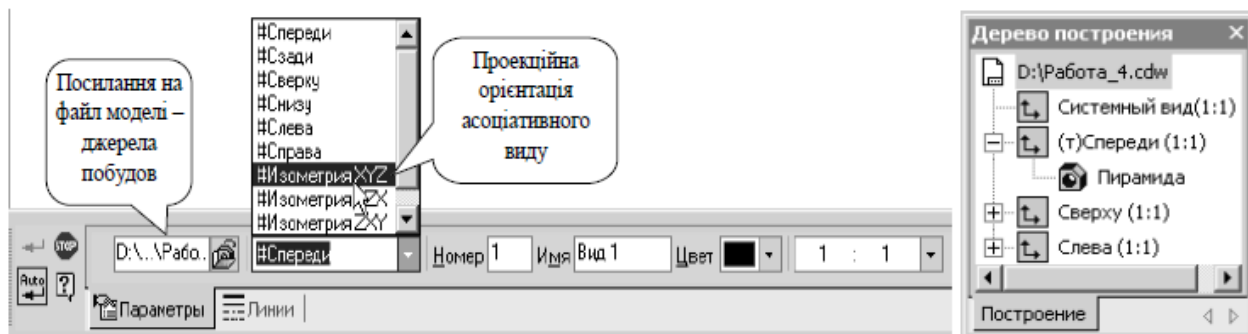 Посилання на
файл моделі –
джерела
побудов
#Спереди
#Сзади
#Сверху
#Снизу
#Слева
#Справа
#Изометрия XYZ
#Изометрия
#Изометрия ZXY
Проекційна
орієнтація
асоціативного
виду
STOP
D:\...\Рабо..
#Спереди
Номер 1
Имя Вид 1
Цвет
1 : 1
Auto
Параметры
Линии
Дерево построения
D:\Работа_4.cdw
Системный вид(1:1)
(т)Спереди (1:1)
Пирамида
Сверху (1:1)
Слева (1:1)
Построение